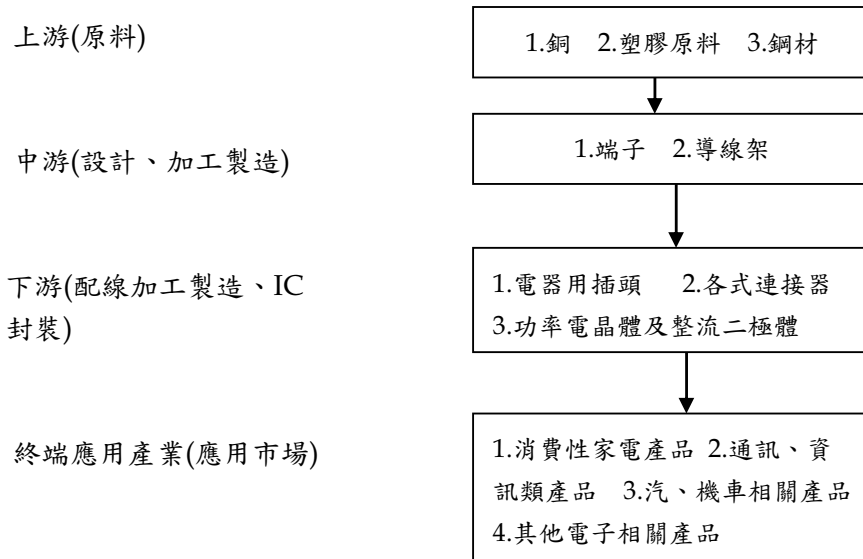 上游(原料)
1.銅 2.塑膠原料 3.鋼材
中游(設計、加工製造)
1.端子 2.導線架
下游(配線加工製造、IC
封裝)
1.電器用插頭 2.各式連接器
3.功率電晶體及整流二極體
終端應用產業(應用市場)
1.消費性家電產品 2.通訊、資
訊類產品 3.汽、機車相關產品
4.其他電子相關產品